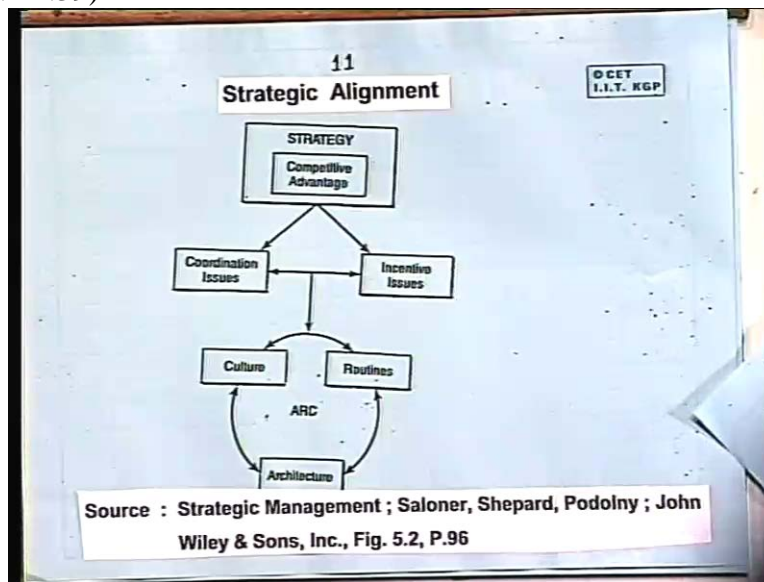 11
Strategic Alignment
© CET
I.I.T. KGP
STRATEGY
Competitive
Advantage
Coordination
Issues
Incentive
Issues
Culture
Routines
ARC
Architecture
Source : Strategic Management ; Saloner, Shepard, Podolny ; John
Wiley & Sons, Inc., Fig. 5.2, P.96